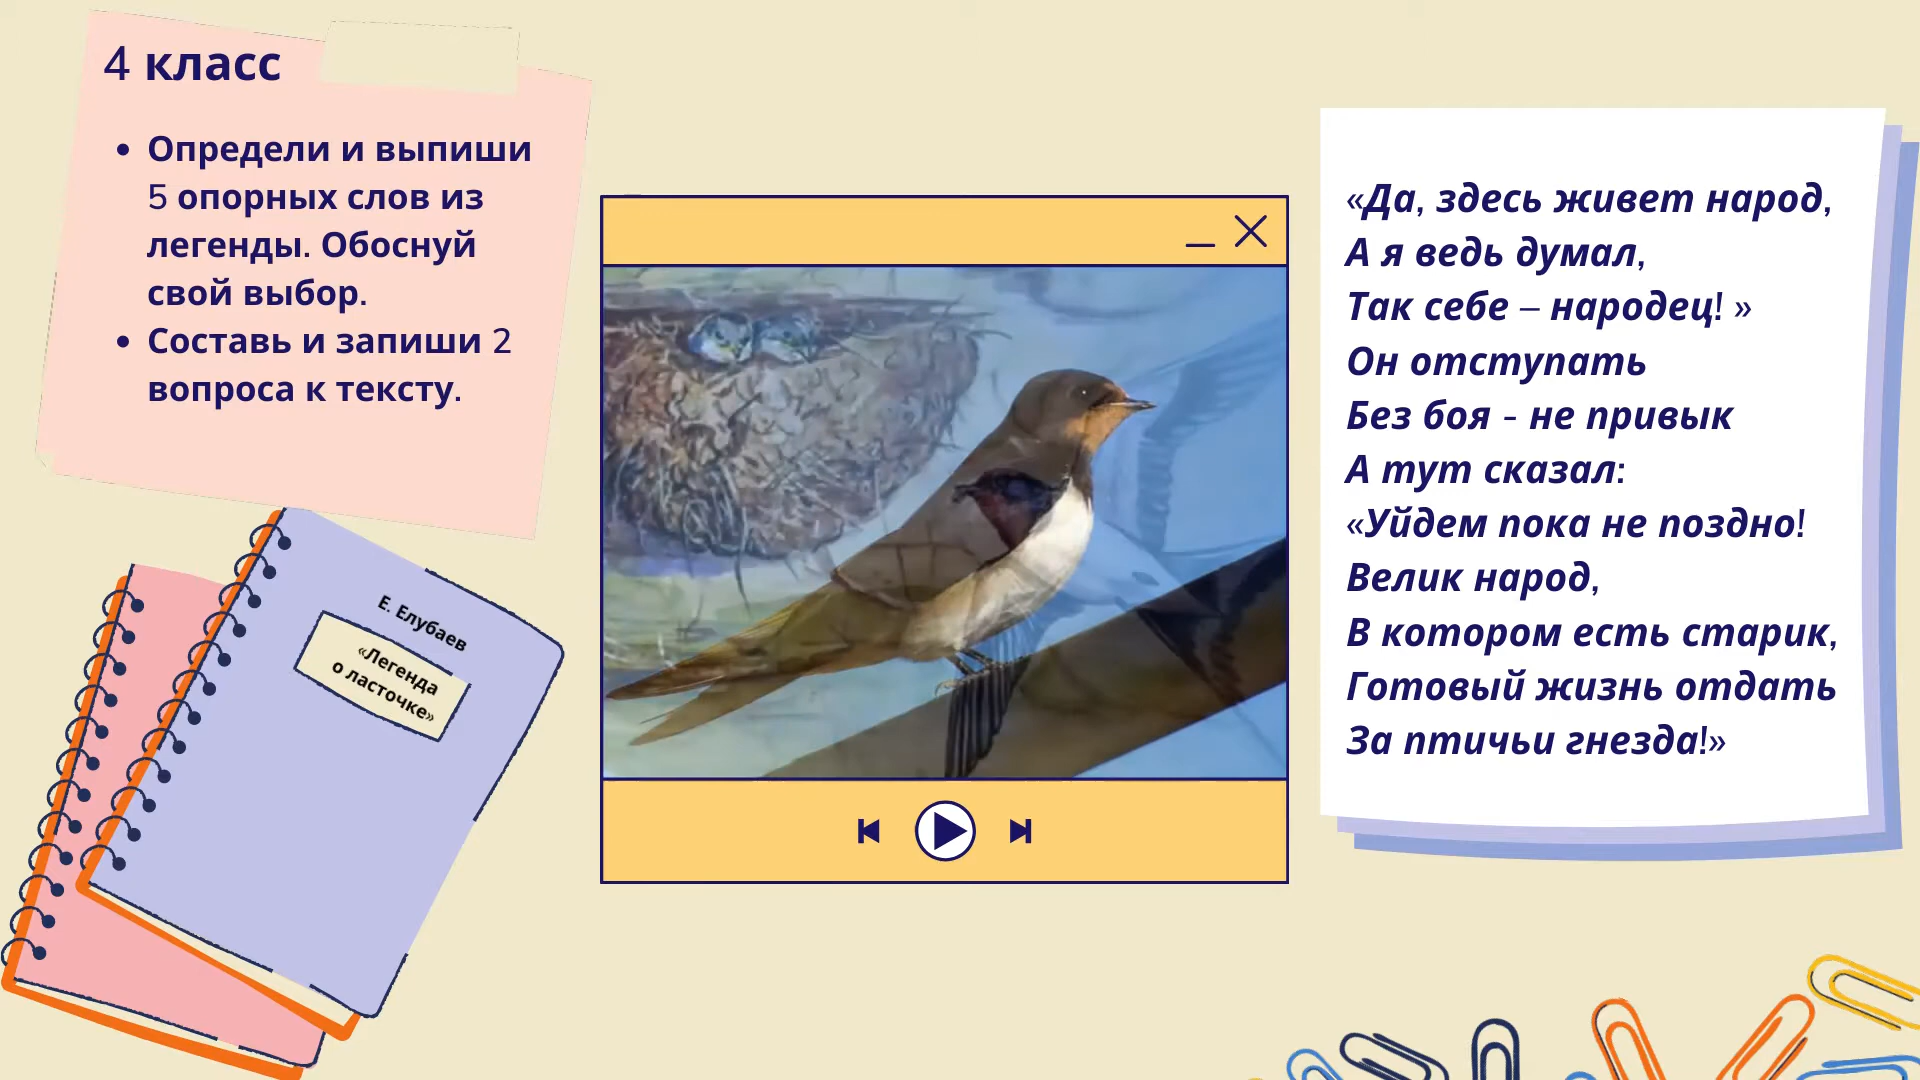 4 класс
• Определи и выпиши
5 опорных слов из
легенды. Обоснуй
свой выбор.
• Составь и запиши 2
вопроса к тексту.
Е. Елубаев
«Легенда
о ласточке»
«Да, здесь живет народ,
А я ведь думал,
Так себе – народец! »
Он отступать
Без боя - не привык
А тут сказал:
«Уйдем пока не поздно!
Велик народ,
В котором есть старик,
Готовый жизнь отдать
За птичьи гнезда!»